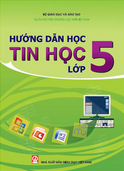 BỘ GIÁO DỤC VÀ ĐÀO TẠO
HƯỚNG DẪN HỌC
TIN HỌC 5
LỚP
NHÀ XUẤT BẢN GIÁO DỤC VIỆT NAM